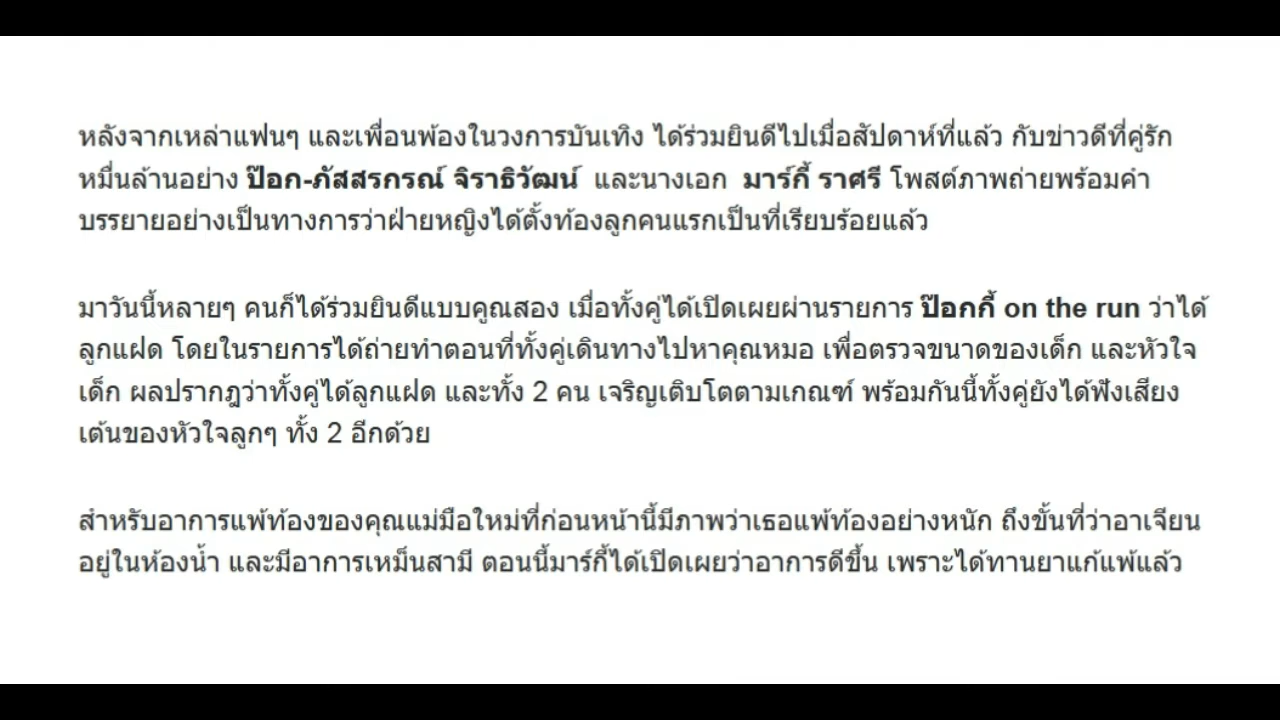 หลังจากเหล่าแฟนๆ และเพื่อนพ้องในวงการบันเทิง ได้ร่วมยินดีไปเมื่อสัปดาห์ที่แล้ว กับข่าวดีที่คู่รัก
หมื่นล้านอย่าง ป๊อก-ภัสสรกรณ์ จิราธิวัฒน์ และนางเอก มาร์กี้ ราศรี โพสต์ภาพถ่ายพร้อมคำ
บรรยายอย่างเป็นทางการว่าฝ่ายหญิงได้ตั้งท้องลูกคนแรกเป็นที่เรียบร้อยแล้ว
มาวันนี้หลายๆ คนก็ได้ร่วมยินดีแบบคูณสอง เมื่อทั้งคู่ได้เปิดเผยผ่านรายการ ป๊อกกี้ on the run ว่าได้
ลูกแฝด โดยในรายการได้ถ่ายทำตอนที่ทั้งคู่เดินทางไปหาคุณหมอ เพื่อตรวจขนาดของเด็ก และหัวใจ
เด็ก ผลปรากฎว่าทั้งคู่ได้ลูกแฝด และทั้ง 2 คน เจริญเติบโตตามเกณฑ์ พร้อมกันนี้ทั้งคู่ยังได้ฟังเสียง
เต้นของหัวใจลูกๆ ทั้ง 2 อีกด้วย
สำหรับอาการแพ้ท้องของคุณแม่มือใหม่ที่ก่อนหน้านี้มีภาพว่าเธอแพ้ท้องอย่างหนัก ถึงขั้นที่ว่าอาเจียน
อยู่ในห้องน้ำ และมีอาการเหม็นสามี ตอนนี้มาร์กี้ได้เปิดเผยว่าอาการดีขึ้น เพราะได้ทานยาแก้แพ้แล้ว